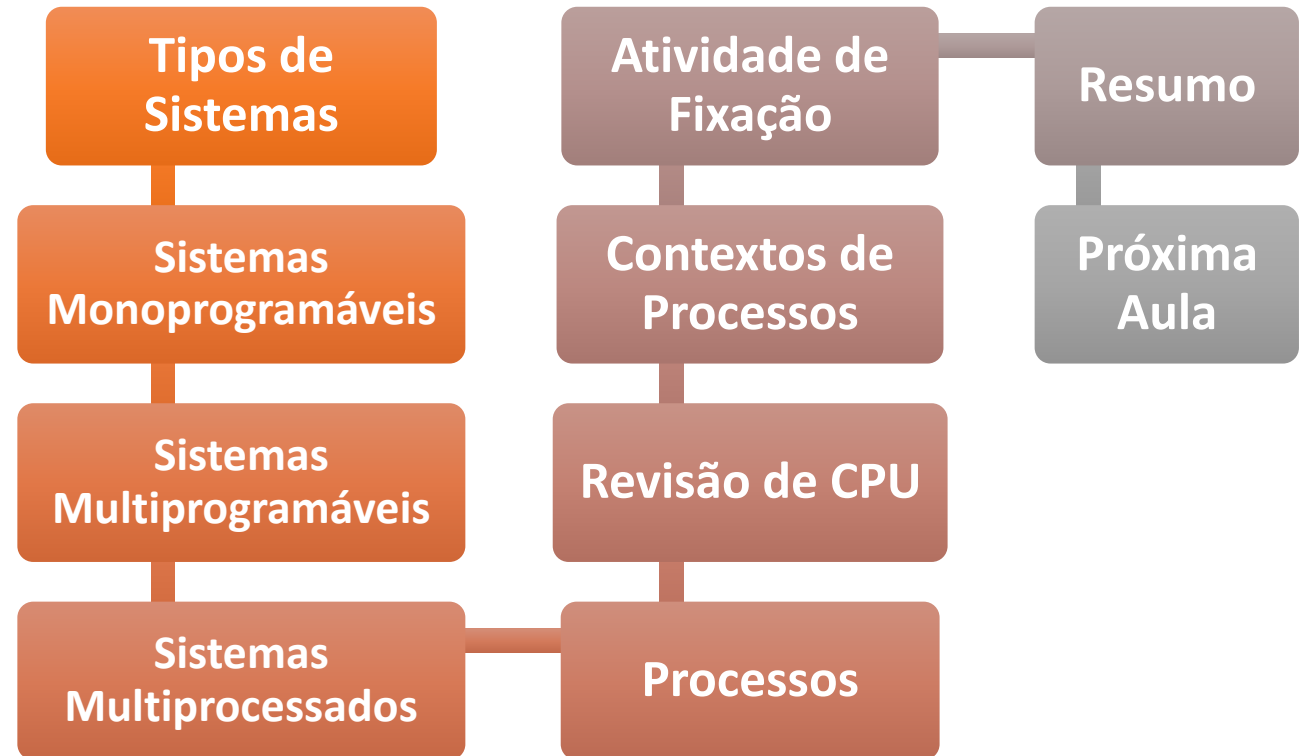 Tipos de
Sistemas
Sistemas
Monoprogramáveis
Sistemas
Multiprogramáveis
Sistemas
Multiprocessados
Processos
Revisão de CPU
Contextos de
Processos
Atividade de
Fixação
Resumo
Próxima
Aula